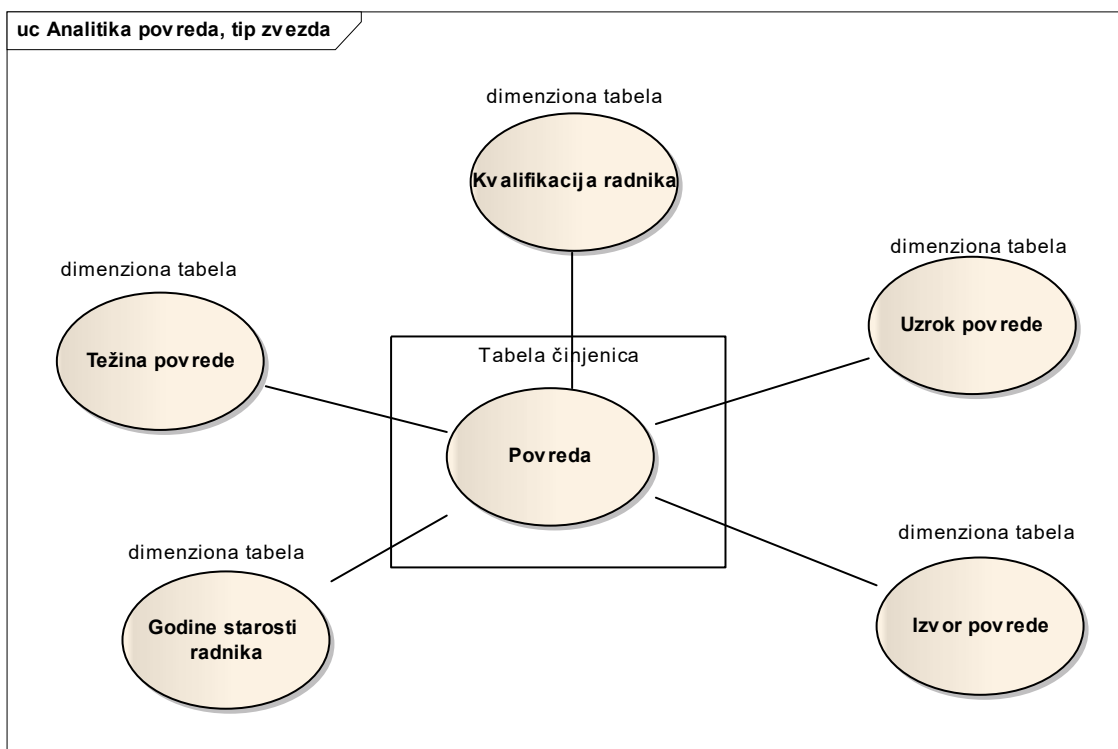 uc Analitika povreda, tip zvezda
dimenziona tabela
Kvalifikacija radnika
dimenziona tabela
Uzrok povrede
dimenziona tabela
Težina povrede
Tabela činjenica
Povreda
dimenziona tabela
Izvor povrede
dimenziona tabela
Godine starosti
radnika